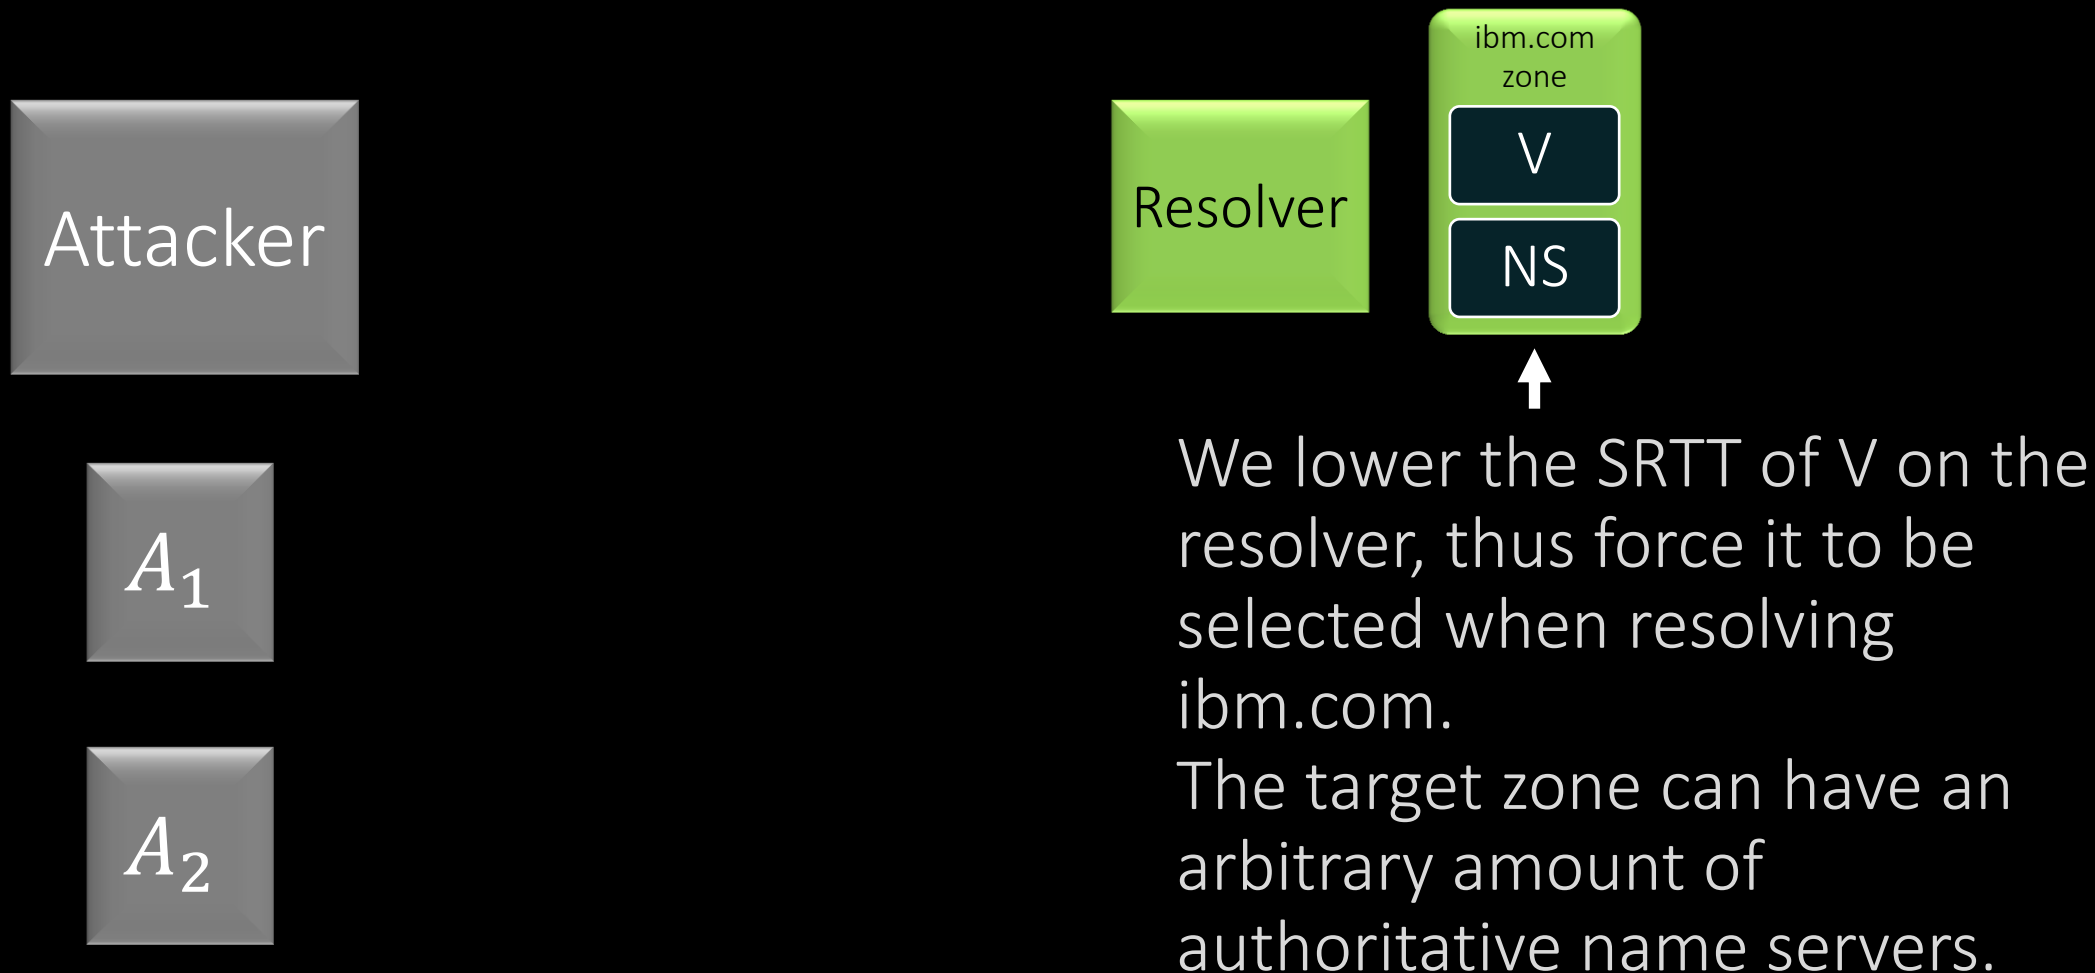 Attacker
A₁
A₂
Resolver
ibm.com
zone
V
NS
We lower the SRTT of V on the
resolver, thus force it to be
selected when resolving
ibm.com.
The target zone can have an
arbitrary amount of
authoritative name servers.